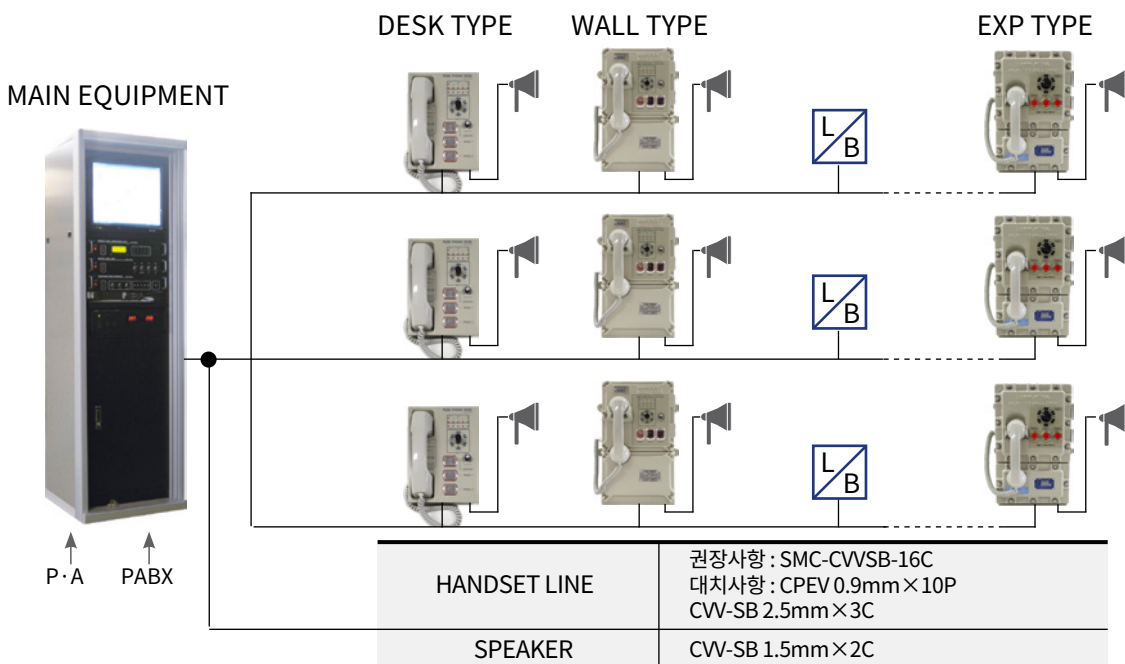 DESK TYPE
WALL TYPE
EXP TYPE
MAIN EQUIPMENT
L/B
L/B
L/B
P·A
PABX
HANDSET LINE
권장사항 : SMC-CVVSB-16C
대치사항 : CPEV 0.9mm×10P
CVV-SB 2.5mm×3C
SPEAKER
CVV-SB 1.5mm×2C